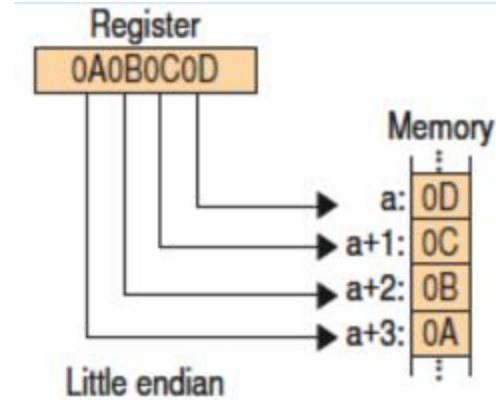 Register
0A0B0C0D
Memory
a: 0D
a+1: 0C
a+2: 0B
a+3: 0A
Little endian